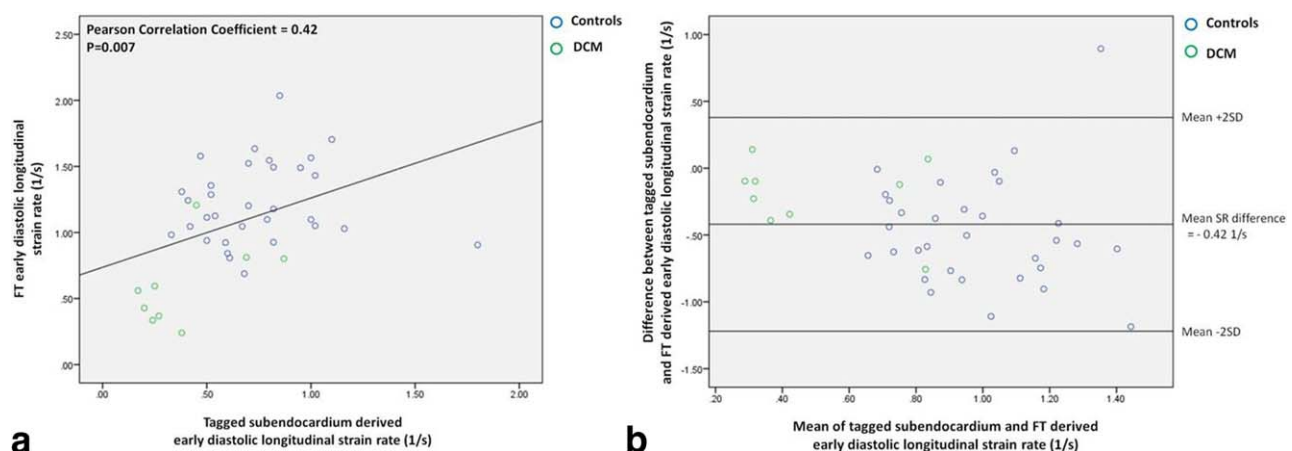 Pearson Correlation Coefficient = 0.42
P=0.007
Controls
DCM
2.50
2.00
1.50
1.00
.50
.00
FT early diastolic longitudinal
strain rate (1/s)
.00 .50 1.00 1.50 2.00
Tagged subendocardium derived
early diastolic longitudinal strain rate (1/s)
a
Controls
DCM
1.00
.50
.00
-.50
-1.00
-1.50
Difference between tagged subendocardium
and FT derived early diastolic longitudinal strain rate (1/s)
Mean +2SD
Mean SR difference
= - 0.42 1/s
Mean -2SD
.20 .40 .60 .80 1.00 1.20 1.40
Mean of tagged subendocardium and FT derived
early diastolic longitudinal strain rate (1/s)
b